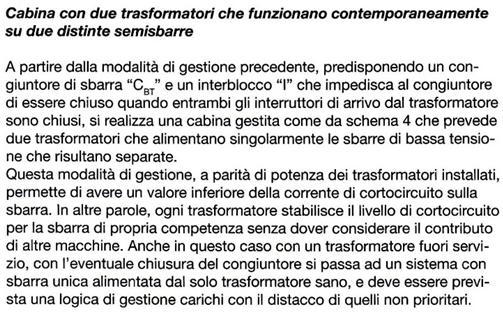 Cabina con due trasformatori che funzionano contemporaneamente
su due distinte semisbarre
A partire dalla modalità di gestione precedente, predisponendo un con-
giuntore di sbarra “CBT” e un interblocco “I” che impedisca al congiuntore
di essere chiuso quando entrambi gli interruttori di arrivo dal trasformatore
sono chiusi, si realizza una cabina gestita come da schema 4 che prevede
due trasformatori che alimentano singolarmente le sbarre di bassa tensio-
ne che risultano separate.
Questa modalità di gestione, a parità di potenza dei trasformatori installati,
permette di avere un valore inferiore della corrente di cortocircuito sulla
sbarra. In altre parole, ogni trasformatore stabilisce il livello di cortocircuito
per la sbarra di propria competenza senza dover considerare il contributo
di altre macchine. Anche in questo caso con un trasformatore fuori servi-
zio, con l’eventuale chiusura del congiuntore si passa ad un sistema con
sbarra unica alimentata dal solo trasformatore sano, e deve essere previ-
sta una logica di gestione carichi con il distacco di quelli non prioritari.